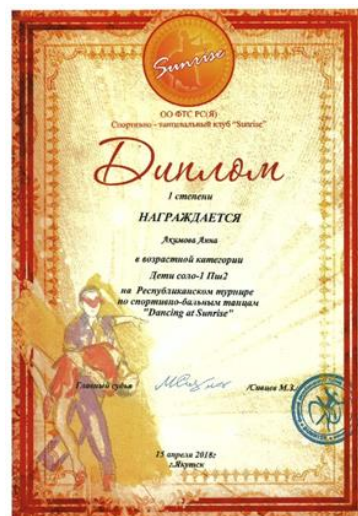 Sunrise
ОО ФТС РС(Я)
Спортивно - танцевальный клуб "Sunrise"
Диплом
I степени
НАГРАЖДАЕТСЯ
Акимова Анна
в возрастной категории
Дети соло-1 Пш2
на Республиканском турнире
по спортивно-бальным танцам
"Dancing at Sunrise"
Главный судья /Сивцев М.З./
15 апреля 2018г
г.Якутск